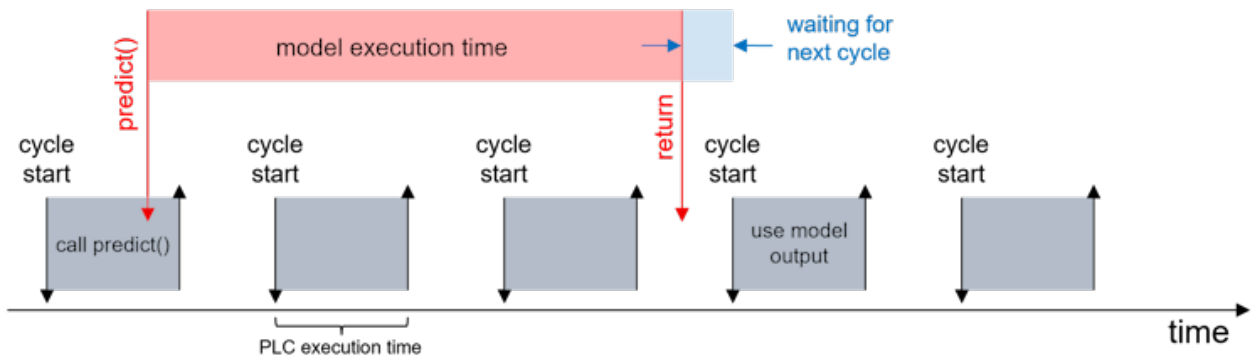 model execution time
waiting for
next cycle
predict()
return
cycle
start
cycle
start
cycle
start
cycle
start
cycle
start
call predict()
use model
output
time
PLC execution time